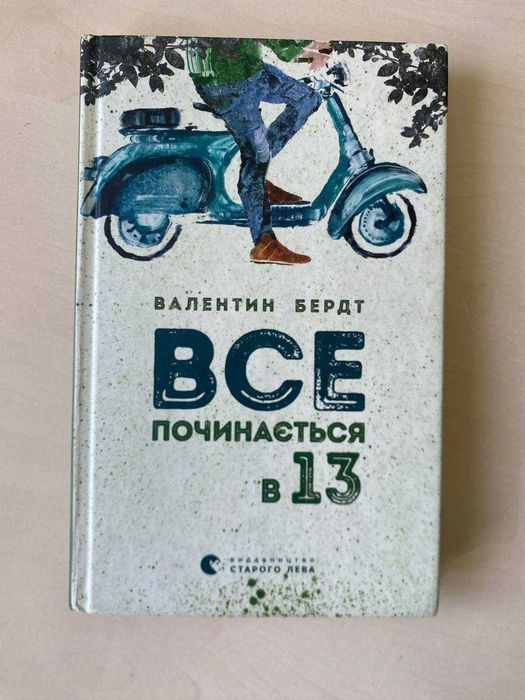 ВАЛЕНТИН БЕРДТ
ВСЕ
ПОЧИНАЄТЬСЯ
В 13
ВИДАВНИЦТВО
СТАРОГО ЛЕВА